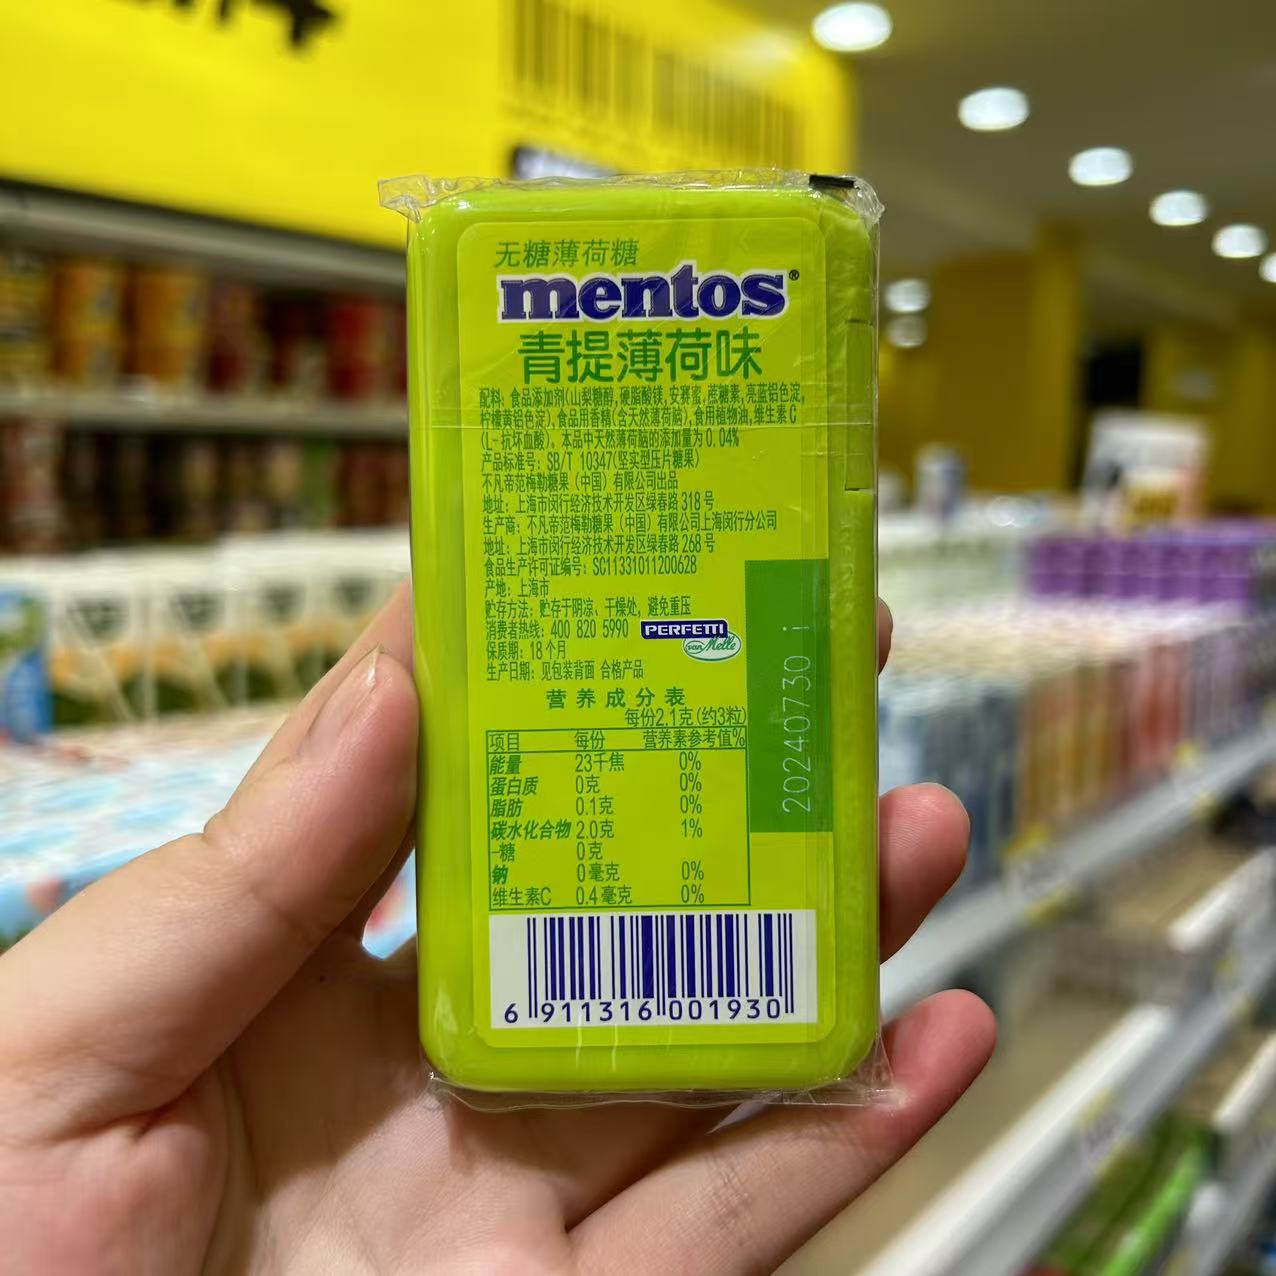 无糖薄荷糖
mentos®
青提薄荷味
配料: 食品添加剂(山梨糖醇,硬脂酸镁,安赛蜜,蔗糖素,亮蓝铝色淀,
柠檬黄铝色淀),食品用香精(含天然薄荷脑),食用植物油,维生素C
(L-抗坏血酸)。本品中天然薄荷脑的添加量为0.04%
产品标准号: SB/T 10347(坚实型压片糖果)
不凡帝范梅勒糖果(中国)有限公司出品
地址: 上海市闵行经济技术开发区绿春路318号
生产商: 不凡帝范梅勒糖果(中国)有限公司上海闵行分公司
地址: 上海市闵行经济技术开发区绿春路268号
食品生产许可证编号: SC11331011200628
产地: 上海市
贮存方法: 贮存于阴凉、干燥处, 避免重压
消费者热线: 400 820 5990
PERFETTI
van Melle
保质期: 18个月
生产日期: 见包装背面 合格产品
营养成分表
每份2.1克(约3粒)
项目 每份 营养素参考值%
能量 23千焦 0%
蛋白质 0克 0%
脂肪 0.1克 0%
碳水化合物 2.0克 1%
-糖 0克
钠 0毫克 0%
维生素C 0.4毫克 0%
20240730 i
6 911316 001930